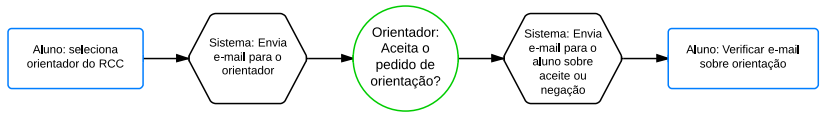 Aluno: seleciona
orientador do RCC
Sistema: Envia
e-mail para o
orientador
Orientador:
Aceita o
pedido de
orientação?
Sistema: Envia
e-mail para o
aluno sobre
aceite ou
negação
Aluno: Verificar e-mail
sobre orientação